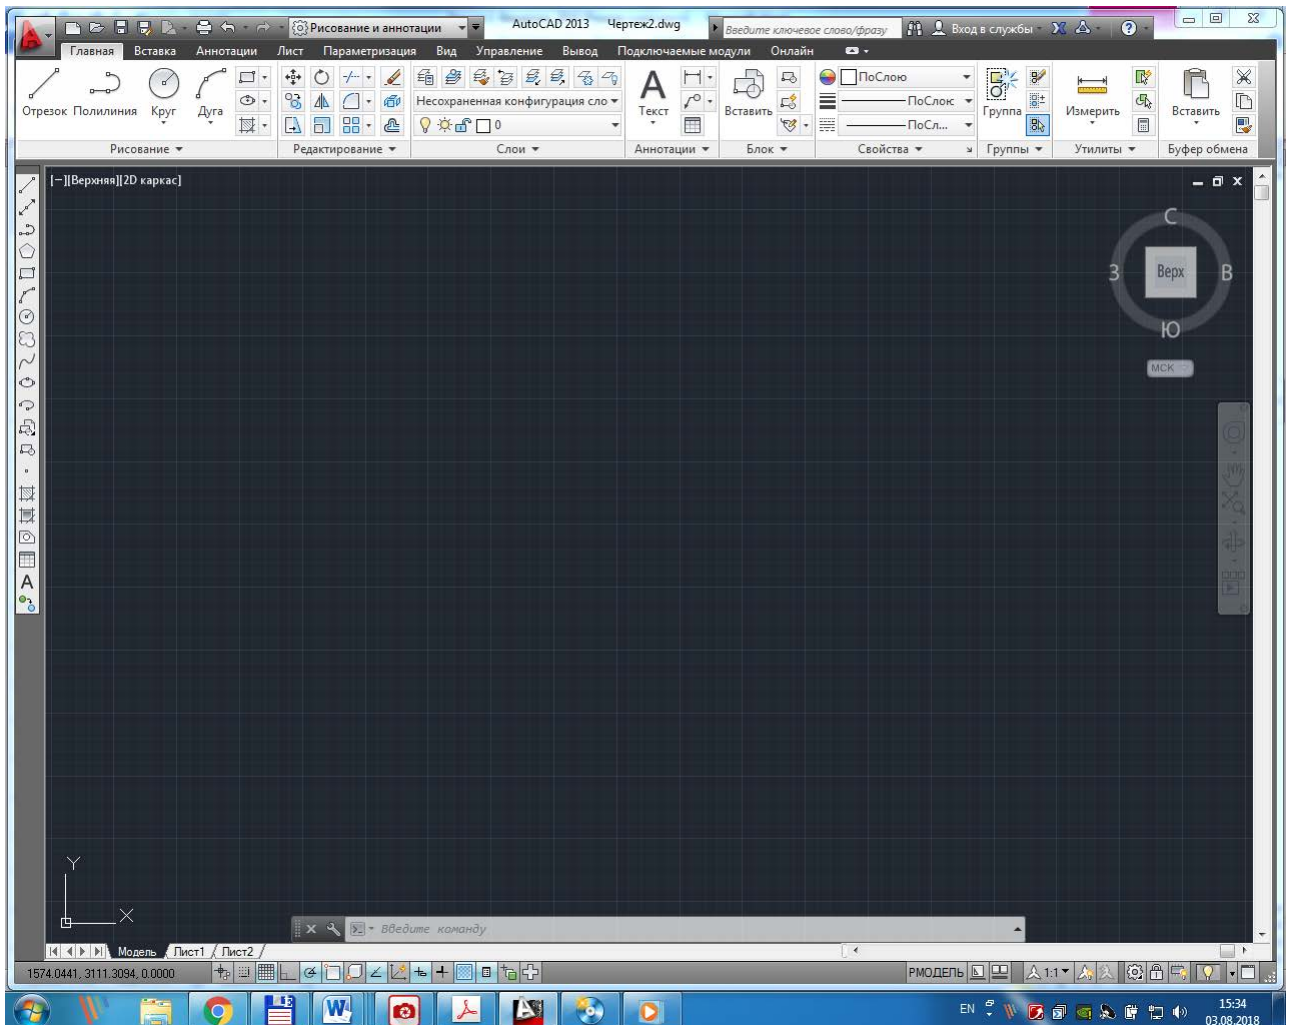 Рисование и аннотации AutoCAD 2013 Чертеж2.dwg Введите ключевое слово/фразу Вход в службы
Главная Вставка Аннотации Лист Параметризация Вид Управление Вывод Подключаемые модули Онлайн
ПоСлою
Несохраненная конфигурация сло ПоСлою
Отрезок Полилиния Круг Дуга Текст Вставить Группа Измерить Вставить
0 ПоСл...
Рисование Редактирование Слои Аннотации Блок Свойства Группы Утилиты Буфер обмена
[−][Верхняя][2D каркас]
С
З Верх В
Ю
МСК
A
Y
X
Введите команду
Модель Лист1 Лист2
1574.0441, 3111.3094, 0.0000 РМОДЕЛЬ 1:1
EN 15:34
03.08.2018